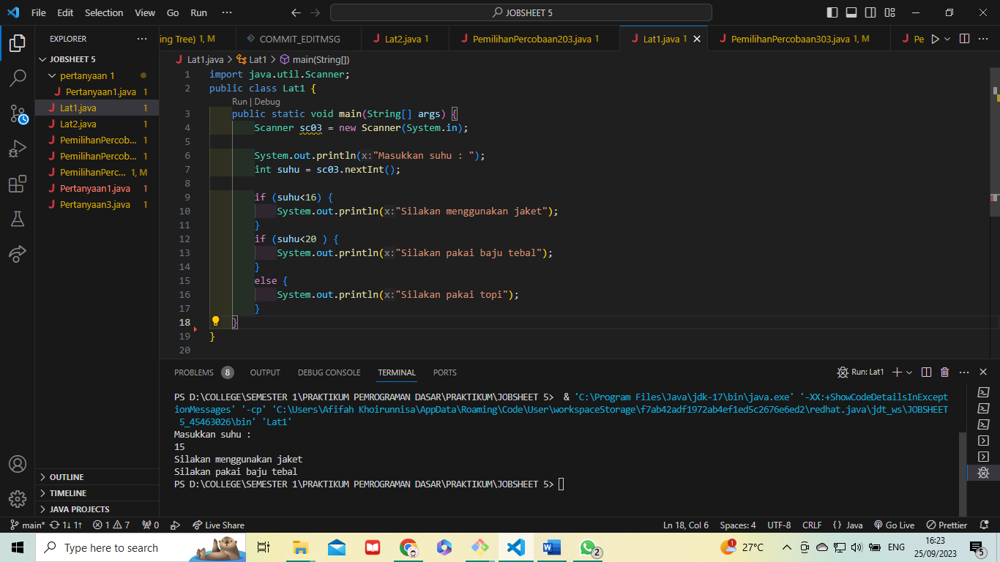 File Edit Selection View Go Run ··· JOBSHEET 5
EXPLORER ···
JOBSHEET 5
pertanyaan 1
Pertanyaan1.java 1
Lat1.java 1
Lat2.java 1
PemilihanPercob... 1
PemilihanPercob... 1
PemilihanPerc... 1, M
Pertanyaan1.java 1
Pertanyaan3.java 1
OUTLINE
TIMELINE
JAVA PROJECTS
ing Tree) 1, M COMMIT_EDITMSG Lat2.java 1 PemilihanPercobaan203.java 1 Lat1.java 1 PemilihanPercobaan303.java 1, M Pe ···
Lat1.java > Lat1 > main(String[])
1 import java.util.Scanner;
2 public class Lat1 {
Run | Debug
3 public static void main(String[] args) {
4 Scanner sc03 = new Scanner(System.in);
5
6 System.out.println(x:"Masukkan suhu : ");
7 int suhu = sc03.nextInt();
8
9 if (suhu<16) {
10 System.out.println(x:"Silakan menggunakan jaket");
11 }
12 if (suhu<20 ) {
13 System.out.println(x:"Silakan pakai baju tebal");
14 }
15 else {
16 System.out.println(x:"Silakan pakai topi");
17 }
18 }
19 }
20
PROBLEMS 8 OUTPUT DEBUG CONSOLE TERMINAL PORTS Run: Lat1 ···
PS D:\COLLEGE\SEMESTER 1\PRAKTIKUM PEMROGRAMAN DASAR\PRAKTIKUM\JOBSHEET 5> & 'C:\Program Files\Java\jdk-17\bin\java.exe' '-XX:+ShowCodeDetailsInExcept
ionMessages' '-cp' 'C:\Users\Afifah Khoirunnisa\AppData\Roaming\Code\User\workspaceStorage\f7ab42adf1972ab4ef1ed5c2676e6ed2\redhat.java\jdt_ws\JOBSHEET
5_45463026\bin' 'Lat1'
Masukkan suhu :
15
Silakan menggunakan jaket
Silakan pakai baju tebal
PS D:\COLLEGE\SEMESTER 1\PRAKTIKUM PEMROGRAMAN DASAR\PRAKTIKUM\JOBSHEET 5>
main* 1↓ 1↑ 1 7 0 Live Share Ln 18, Col 6 Spaces: 4 UTF-8 CRLF {} Java Go Live Prettier
Type here to search 2 1 27°C ENG 16:23 5
25/09/2023